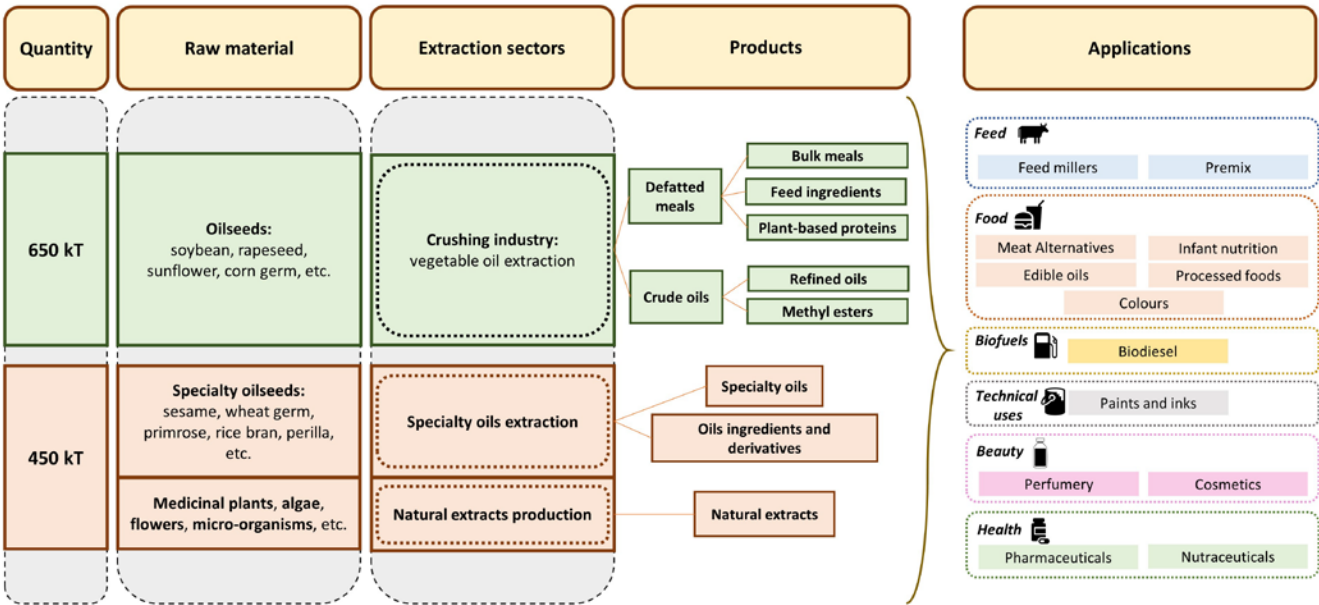 Quantity
Raw material
Extraction sectors
Products
Applications
650 kT
Oilseeds:
soybean, rapeseed,
sunflower, corn germ, etc.
Crushing industry:
vegetable oil extraction
Defatted
meals
Bulk meals
Feed ingredients
Plant-based proteins
Crude oils
Refined oils
Methyl esters
450 kT
Specialty oilseeds:
sesame, wheat germ,
primrose, rice bran, perilla,
etc.
Specialty oils extraction
Specialty oils
Oils ingredients and
derivatives
Medicinal plants, algae,
flowers, micro-organisms, etc.
Natural extracts production
Natural extracts
Feed
Feed millers
Premix
Food
Meat Alternatives
Infant nutrition
Edible oils
Processed foods
Colours
Biofuels
Biodiesel
Technical
uses
Paints and inks
Beauty
Perfumery
Cosmetics
Health
Pharmaceuticals
Nutraceuticals